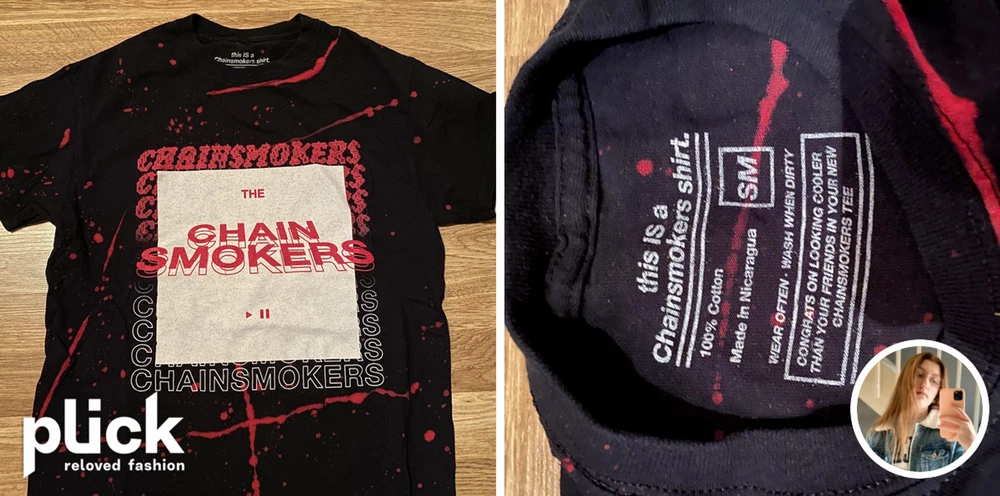 this IS a
Chainsmokers shirt.
CHAINSMOKERS
THE
CHAIN
SMOKERS
CHAINSMOKERS
CHAINSMOKERS
plick
reloved fashion
this IS a
Chainsmokers shirt.
SM
100% Cotton
Made in Nicaragua
WEAR OFTEN. WASH WHEN DIRTY
CONGRATS ON LOOKING COOLER
THAN YOUR FRIENDS IN YOUR NEW
CHAINSMOKERS TEE